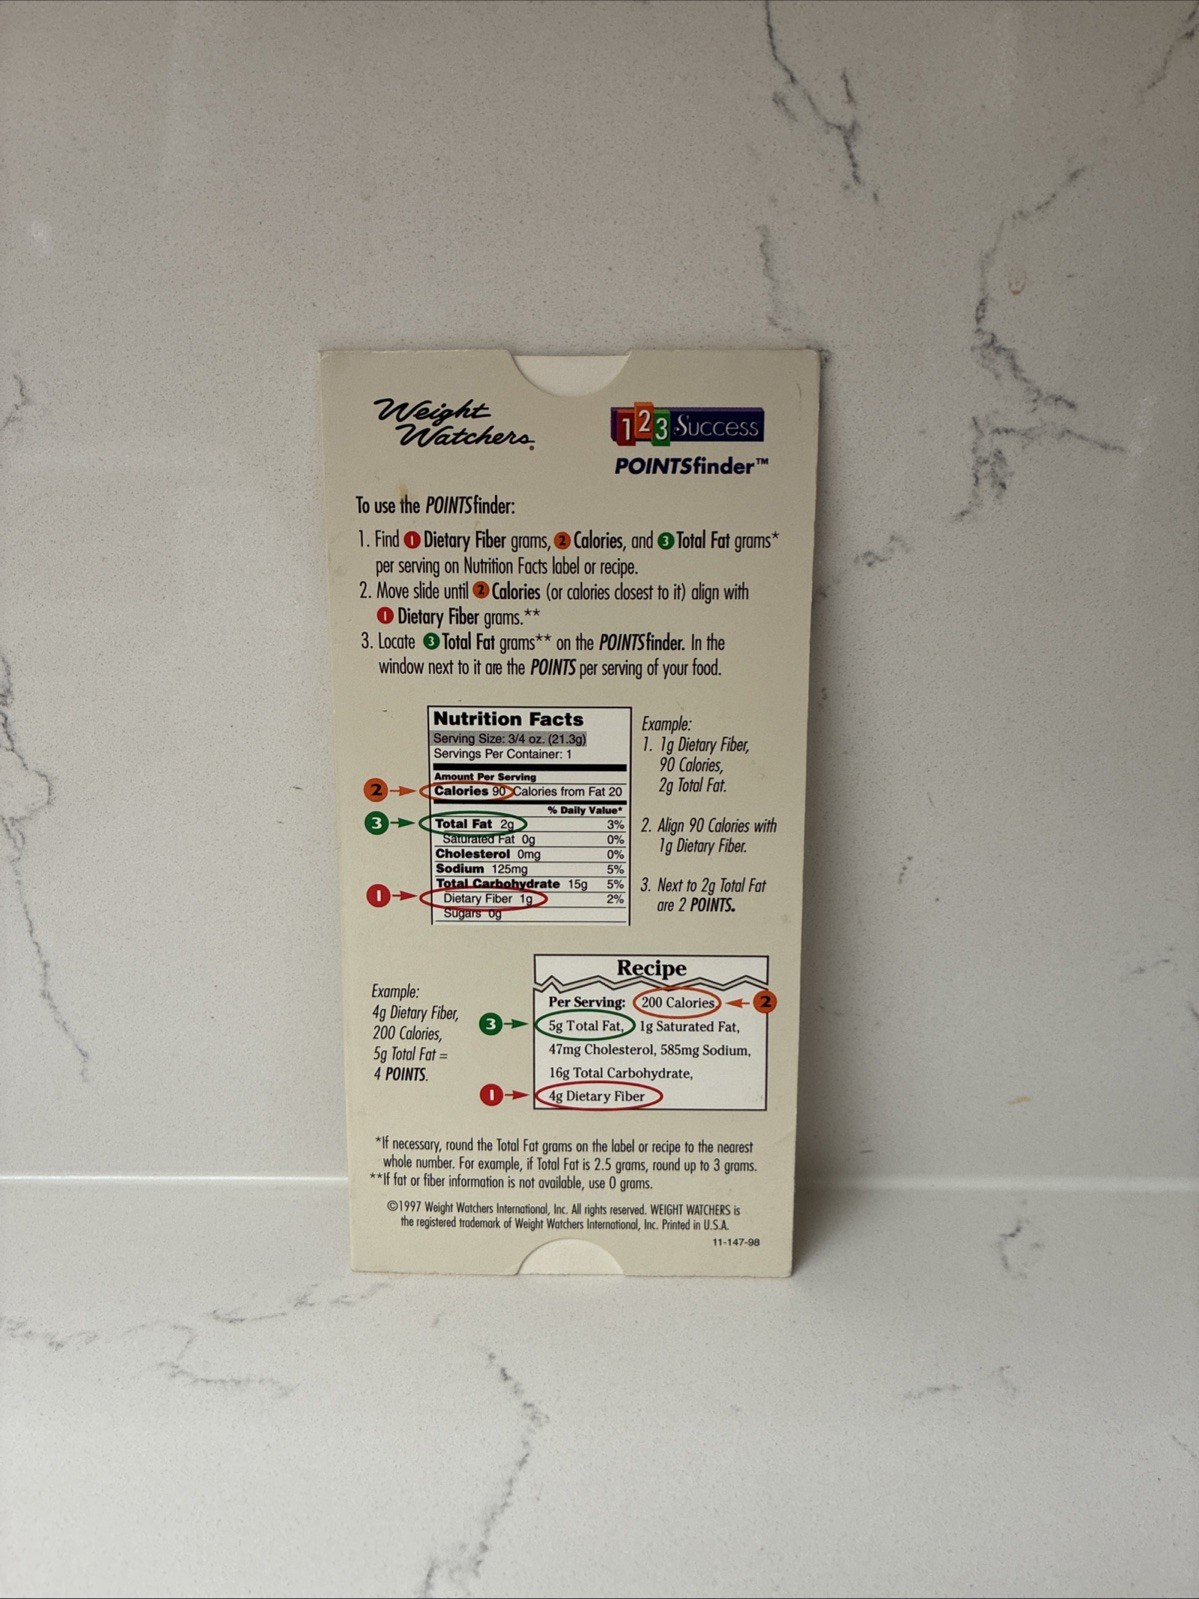 Weight
Watchers®
1 2 3 Success
POINTSfinder™
To use the POINTSfinder:
1. Find 1 Dietary Fiber grams, 2 Calories, and 3 Total Fat grams*
per serving on Nutrition Facts label or recipe.
2. Move slide until 2 Calories (or calories closest to it) align with
1 Dietary Fiber grams.**
3. Locate 3 Total Fat grams** on the POINTSfinder. In the
window next to it are the POINTS per serving of your food.
Nutrition Facts
Serving Size: 3/4 oz. (21.3g)
Servings Per Container: 1
Amount Per Serving
2 Calories 90 Calories from Fat 20
% Daily Value*
3 Total Fat 2g 3%
Saturated Fat 0g 0%
Cholesterol 0mg 0%
Sodium 125mg 5%
Total Carbohydrate 15g 5%
1 Dietary Fiber 1g 2%
Sugars 0g
Example:
1. 1g Dietary Fiber,
90 Calories,
2g Total Fat.
2. Align 90 Calories with
1g Dietary Fiber.
3. Next to 2g Total Fat
are 2 POINTS.
Example:
4g Dietary Fiber,
200 Calories,
5g Total Fat =
4 POINTS.
Recipe
Per Serving: 200 Calories 2
3 5g Total Fat, 1g Saturated Fat,
47mg Cholesterol, 585mg Sodium,
16g Total Carbohydrate,
1 4g Dietary Fiber
*If necessary, round the Total Fat grams on the label or recipe to the nearest
whole number. For example, if Total Fat is 2.5 grams, round up to 3 grams.
**If fat or fiber information is not available, use 0 grams.
©1997 Weight Watchers International, Inc. All rights reserved. WEIGHT WATCHERS is
the registered trademark of Weight Watchers International, Inc. Printed in U.S.A.
11-147-98